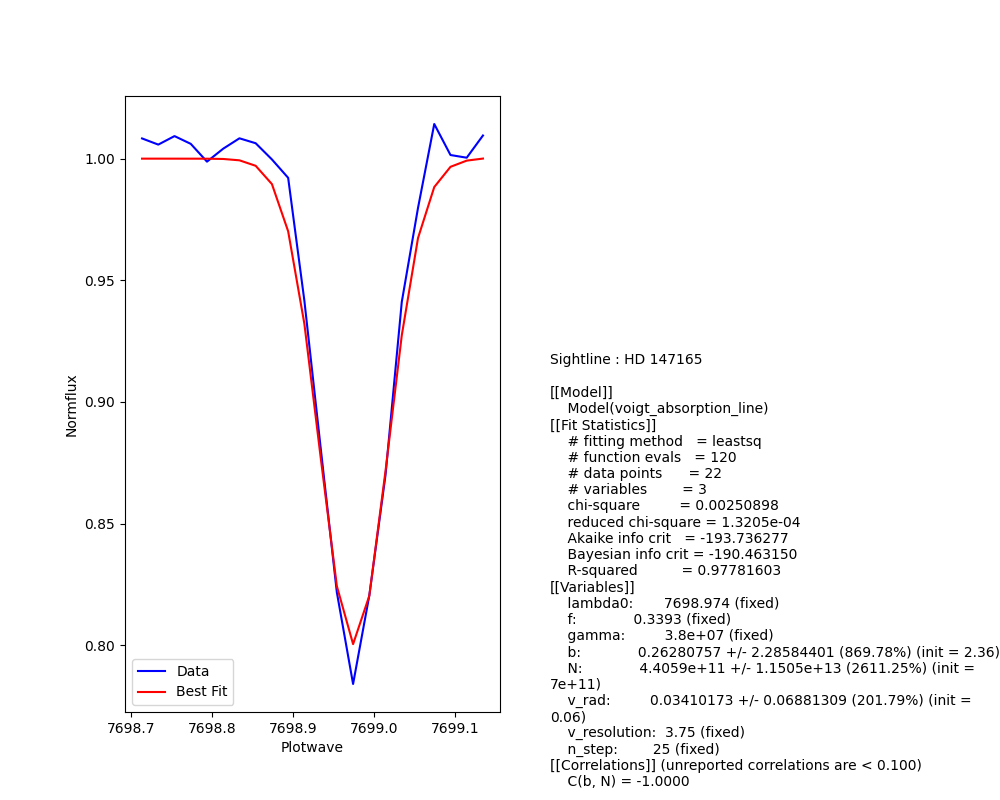 1.00
0.95
0.90
0.85
0.80
Normflux
Data
Best Fit
7698.7 7698.8 7698.9 7699.0 7699.1
Plotwave
Sightline : HD 147165
[[Model]]
Model(voigt_absorption_line)
[[Fit Statistics]]
# fitting method = leastsq
# function evals = 120
# data points = 22
# variables = 3
chi-square = 0.00250898
reduced chi-square = 1.3205e-04
Akaike info crit = -193.736277
Bayesian info crit = -190.463150
R-squared = 0.97781603
[[Variables]]
lambda0: 7698.974 (fixed)
f: 0.3393 (fixed)
gamma: 3.8e+07 (fixed)
b: 0.26280757 +/- 2.28584401 (869.78%) (init = 2.36)
N: 4.4059e+11 +/- 1.1505e+13 (2611.25%) (init =
7e+11)
v_rad: 0.03410173 +/- 0.06881309 (201.79%) (init =
0.06)
v_resolution: 3.75 (fixed)
n_step: 25 (fixed)
[[Correlations]] (unreported correlations are < 0.100)
C(b, N) = -1.0000